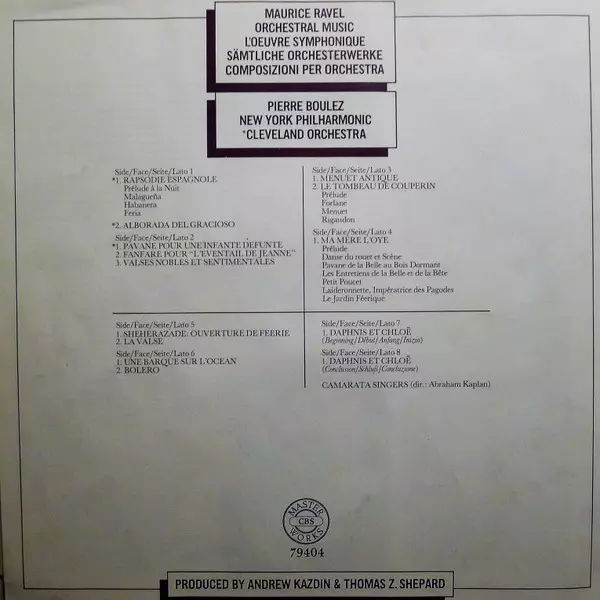 MAURICE RAVEL
ORCHESTRAL MUSIC
L'OEUVRE SYMPHONIQUE
SÄMTLICHE ORCHESTERWERKE
COMPOSIZIONI PER ORCHESTRA
PIERRE BOULEZ
NEW YORK PHILHARMONIC
*CLEVELAND ORCHESTRA
Side/Face/Seite/Lato 1
*1. RAPSODIE ESPAGNOLE
Prélude à la Nuit
Malagueña
Habanera
Feria
*2. ALBORADA DEL GRACIOSO
Side/Face/Seite/Lato 2
*1. PAVANE POUR UNE INFANTE DEFUNTE
2. FANFARE POUR "L'EVENTAIL DE JEANNE"
3. VALSES NOBLES ET SENTIMENTALES
Side/Face/Seite/Lato 3
1. MENUET ANTIQUE
2. LE TOMBEAU DE COUPERIN
Prélude
Forlane
Menuet
Rigaudon
Side/Face/Seite/Lato 4
1. MA MÈRE L'OYE
Prélude
Danse du rouet et Scène
Pavane de la Belle au Bois Dormant
Les Entretiens de la Belle et de la Bête
Petit Poucet
Laideronnette, Impératrice des Pagodes
Le Jardin Féerique
Side/Face/Seite/Lato 5
1. SHEHERAZADE: OUVERTURE DE FEERIE
2. LA VALSE
Side/Face/Seite/Lato 6
1. UNE BARQUE SUR L'OCEAN
2. BOLERO
Side/Face/Seite/Lato 7
1. DAPHNIS ET CHLOË
(Beginning/Début/Anfang/Inizio)
Side/Face/Seite/Lato 8
1. DAPHNIS ET CHLOË
(Conclusion/Schluß/Conclusione)
CAMARATA SINGERS (dir.: Abraham Kaplan)
MASTER
CBS
WORKS
79404
PRODUCED BY ANDREW KAZDIN & THOMAS Z. SHEPARD